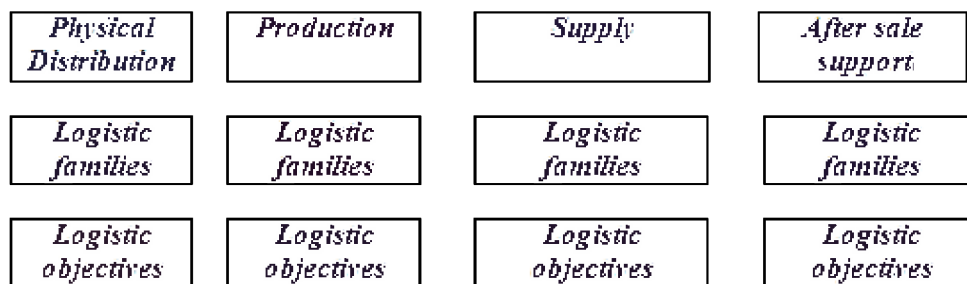 Physical
Distribution
Production
Supply
After sale
support
Logistic
families
Logistic
families
Logistic
families
Logistic
families
Logistic
objectives
Logistic
objectives
Logistic
objectives
Logistic
objectives